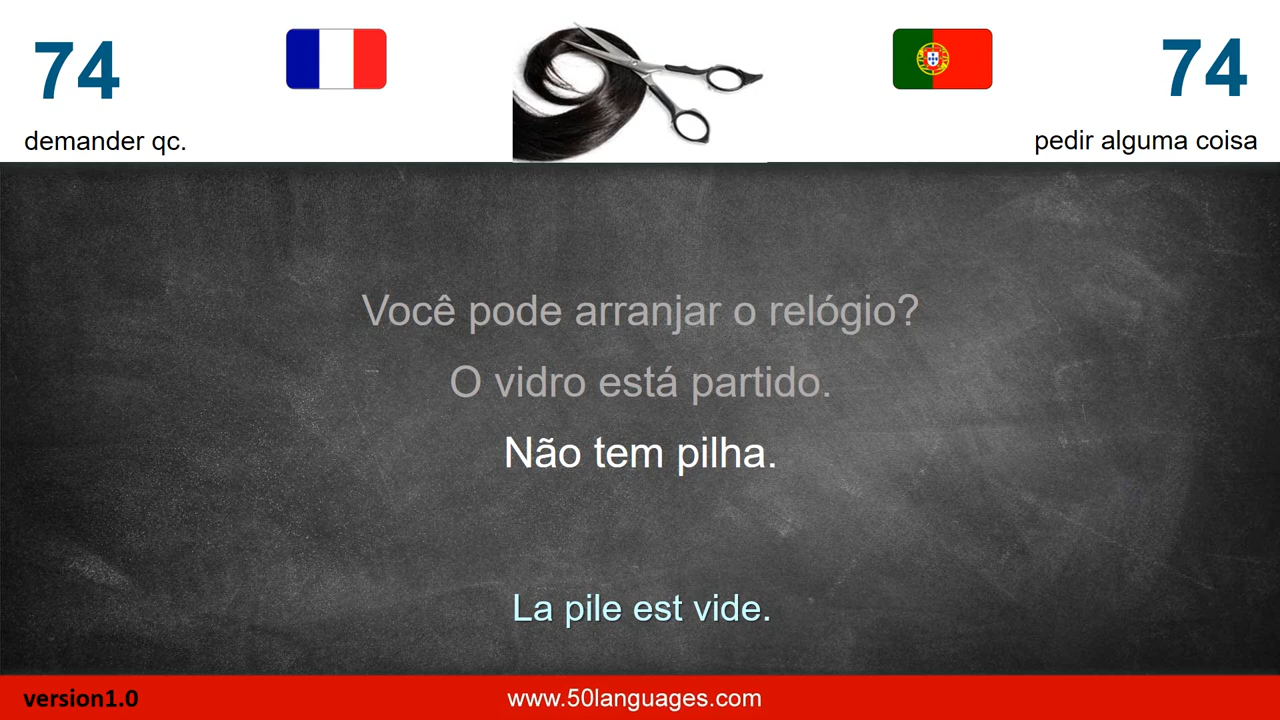 74
74
demander qc.
pedir alguma coisa
Você pode arranjar o relógio?
O vidro está partido.
Não tem pilha.
La pile est vide.
version1.0
www.50languages.com